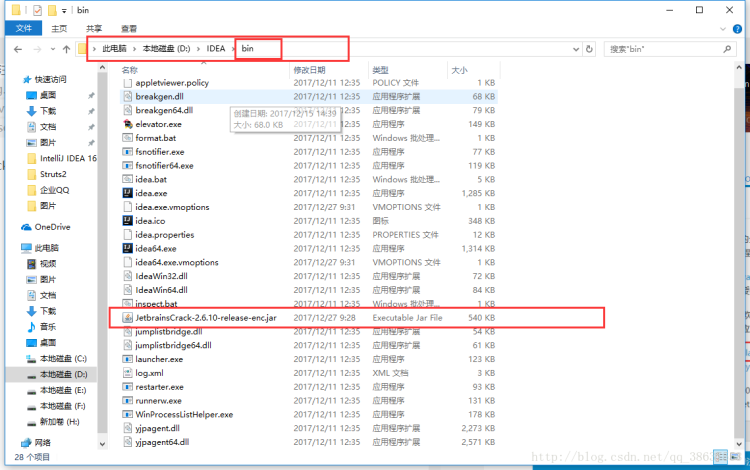 bin
文件 主页 共享 查看
此电脑 本地磁盘 (D:) IDEA bin
搜索"bin"
名称 修改日期 类型 大小
快速访问
桌面
下载
文档
图片
IntelliJ IDEA 16
Struts2
企业QQ
图片
OneDrive
此电脑
视频
图片
文档
下载
音乐
桌面
本地磁盘 (C:)
本地磁盘 (D:)
本地磁盘 (E:)
本地磁盘 (F:)
新加卷 (H:)
网络
appletviewer.policy 2017/12/11 12:35 POLICY 文件 1 KB
breakgen.dll 2017/12/11 12:35 应用程序扩展 68 KB
breakgen64.dll 2017/12/11 12:35 应用程序扩展 79 KB
elevator.exe 2017/12/11 12:35 应用程序 149 KB
format.bat 2017/12/11 12:35 Windows 批处理... 1 KB
fsnotifier.exe 2017/12/11 12:35 应用程序 77 KB
fsnotifier64.exe 2017/12/11 12:35 应用程序 119 KB
idea.bat 2017/12/11 12:35 Windows 批处理... 5 KB
idea.exe 2017/12/11 12:35 应用程序 1,285 KB
idea.exe.vmoptions 2017/12/27 9:31 VMOPTIONS 文件 1 KB
idea.ico 2017/12/11 12:35 图标 348 KB
idea.properties 2017/12/11 12:35 PROPERTIES 文件 12 KB
idea64.exe 2017/12/11 12:35 应用程序 1,314 KB
idea64.exe.vmoptions 2017/12/27 9:31 VMOPTIONS 文件 1 KB
IdeaWin32.dll 2017/12/11 12:35 应用程序扩展 72 KB
IdeaWin64.dll 2017/12/11 12:35 应用程序扩展 84 KB
inspect.bat 2017/12/11 12:35 Windows 批处理... 1 KB
JetbrainsCrack-2.6.10-release-enc.jar 2017/12/27 9:28 Executable Jar File 540 KB
jumplistbridge.dll 2017/12/11 12:35 应用程序扩展 54 KB
jumplistbridge64.dll 2017/12/11 12:35 应用程序扩展 61 KB
launcher.exe 2017/12/11 12:35 应用程序 123 KB
log.xml 2017/12/11 12:35 XML 文档 3 KB
restarter.exe 2017/12/11 12:35 应用程序 93 KB
runnerw.exe 2017/12/11 12:35 应用程序 131 KB
WinProcessListHelper.exe 2017/12/11 12:35 应用程序 178 KB
yjpagent.dll 2017/12/11 12:35 应用程序扩展 2,273 KB
yjpagent64.dll 2017/12/11 12:35 应用程序扩展 2,571 KB
创建日期: 2017/12/15 14:39
大小: 68.0 KB
28 个项目